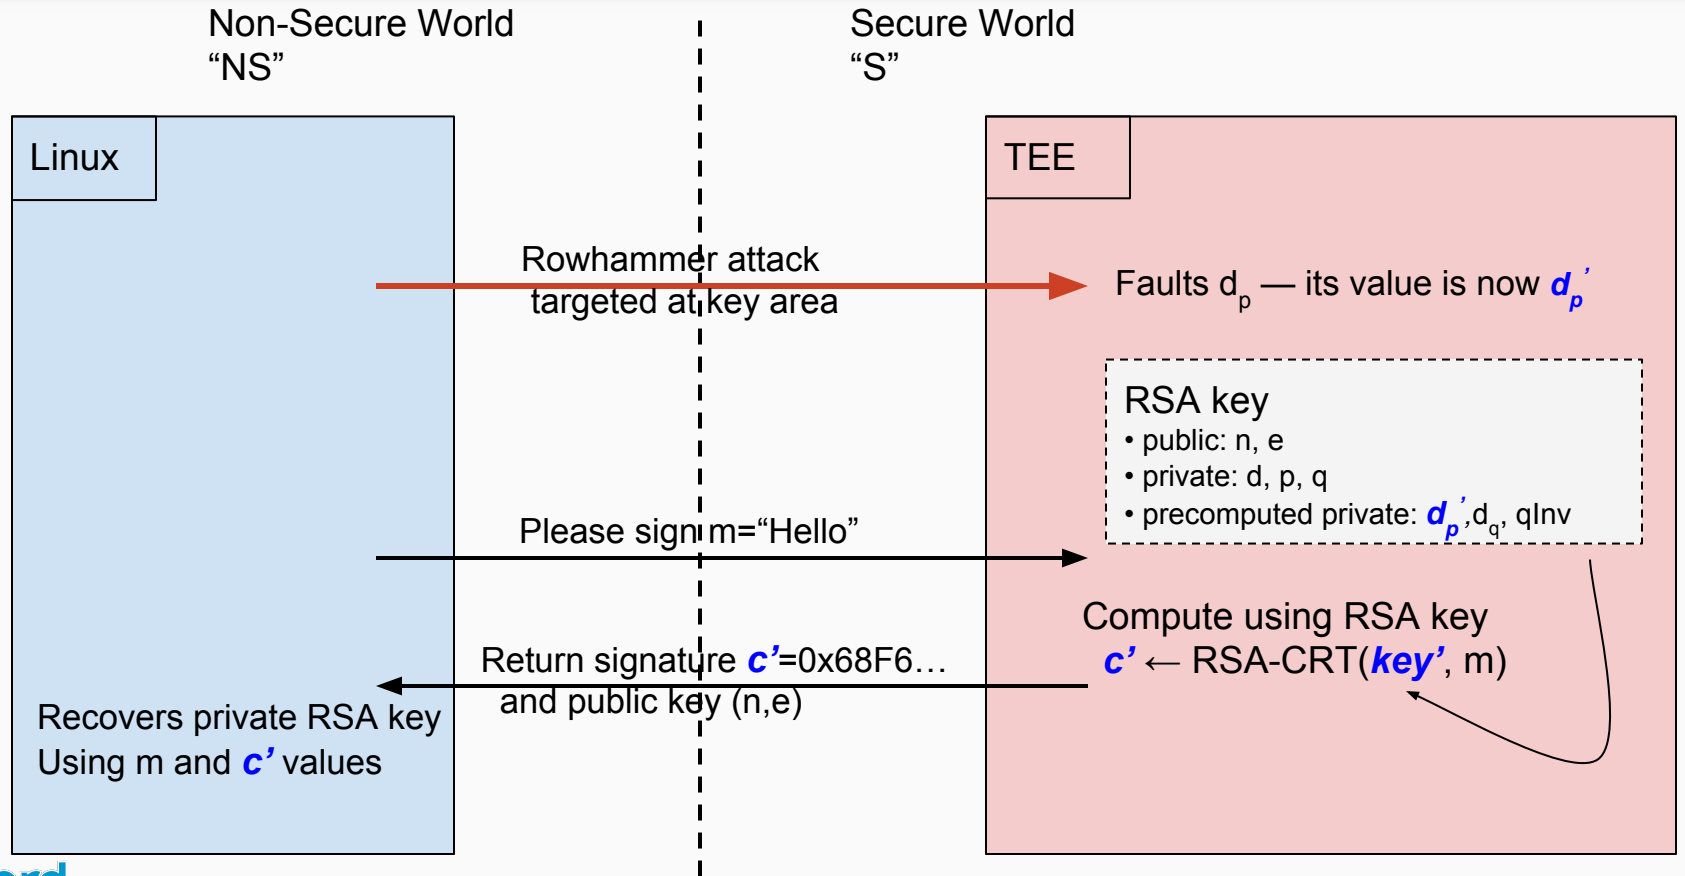 Non-Secure World
“NS”
Secure World
“S”
Linux
TEE
Rowhammer attack
targeted at key area
Faults dp — its value is now dp’
RSA key
• public: n, e
• private: d, p, q
• precomputed private: dp’,dq, qInv
Please sign m=“Hello”
Compute using RSA key
c’ ← RSA-CRT(key’, m)
Return signature c’=0x68F6…
and public key (n,e)
Recovers private RSA key
Using m and c’ values